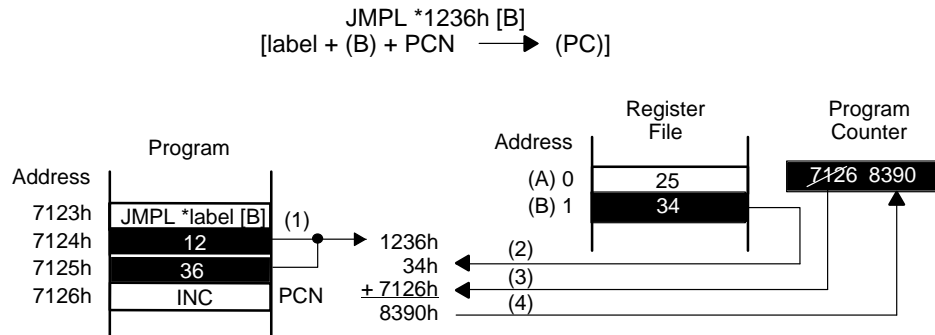 JMPL *1236h [B]
[label + (B) + PCN (PC)]
Program
Address
7123h JMPL *label [B] (1)
7124h 12
7125h 36
7126h INC PCN
1236h
34h
+ 7126h
8390h
(2)
(3)
(4)
Register
File
Address
(A) 0 25
(B) 1 34
Program
Counter
7126 8390